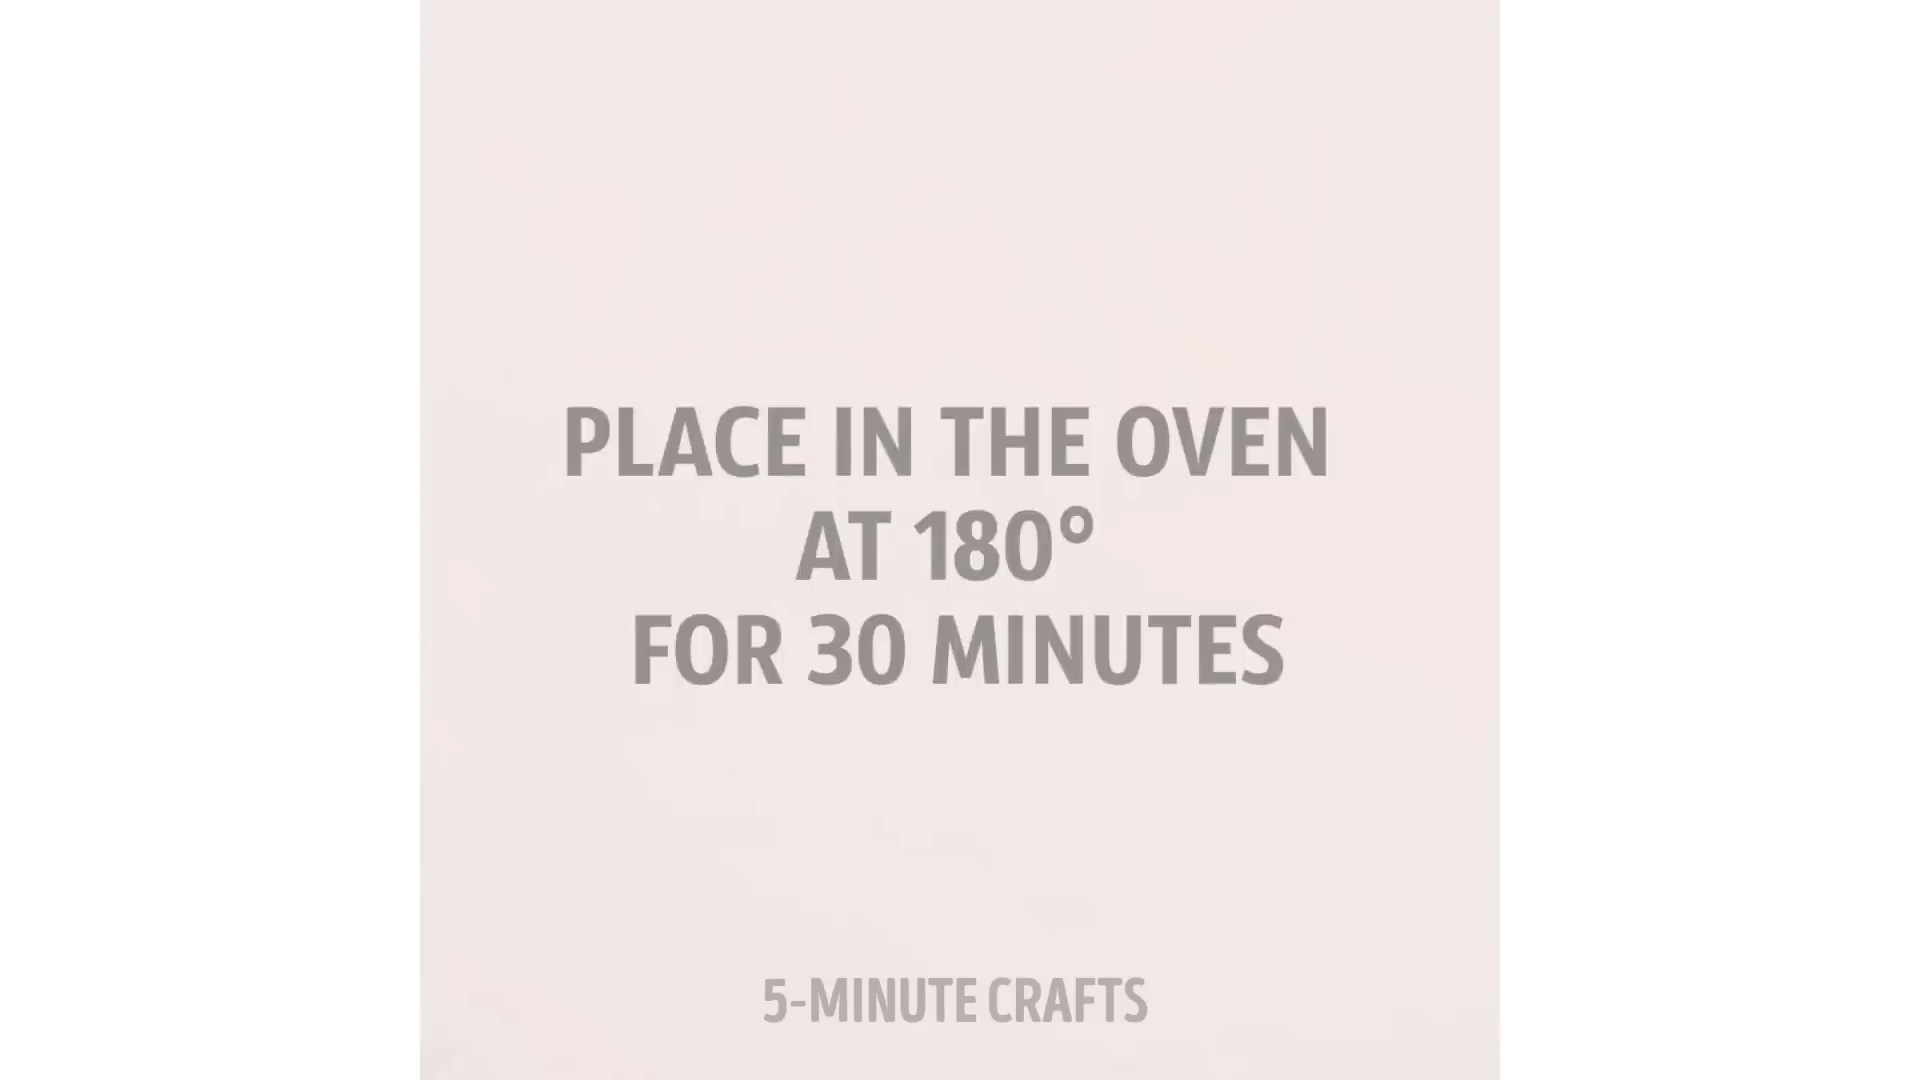 PLACE IN THE OVEN
AT 180°
FOR 30 MINUTES
5-MINUTE CRAFTS